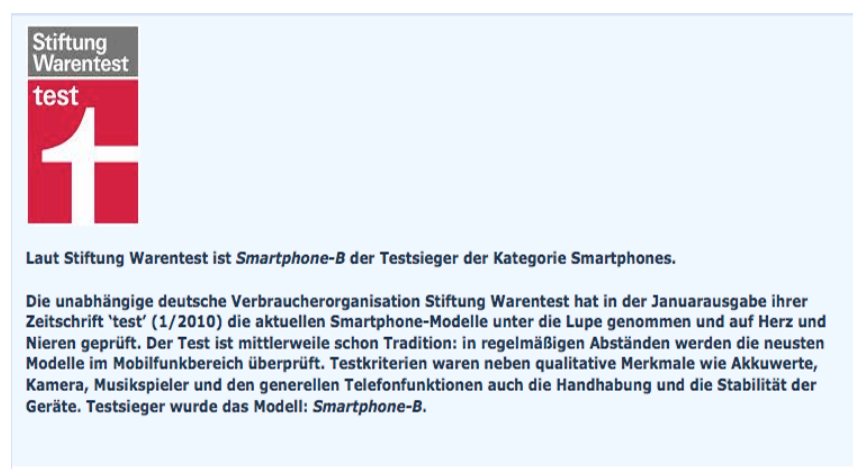 Stiftung
Warentest
test
Laut Stiftung Warentest ist Smartphone-B der Testsieger der Kategorie Smartphones.
Die unabhängige deutsche Verbraucherorganisation Stiftung Warentest hat in der Januarausgabe ihrer
Zeitschrift ‘test’ (1/2010) die aktuellen Smartphone-Modelle unter die Lupe genommen und auf Herz und
Nieren geprüft. Der Test ist mittlerweile schon Tradition: in regelmäßigen Abständen werden die neusten
Modelle im Mobilfunkbereich überprüft. Testkriterien waren neben qualitative Merkmale wie Akkuwerte,
Kamera, Musikspieler und den generellen Telefonfunktionen auch die Handhabung und die Stabilität der
Geräte. Testsieger wurde das Modell: Smartphone-B.